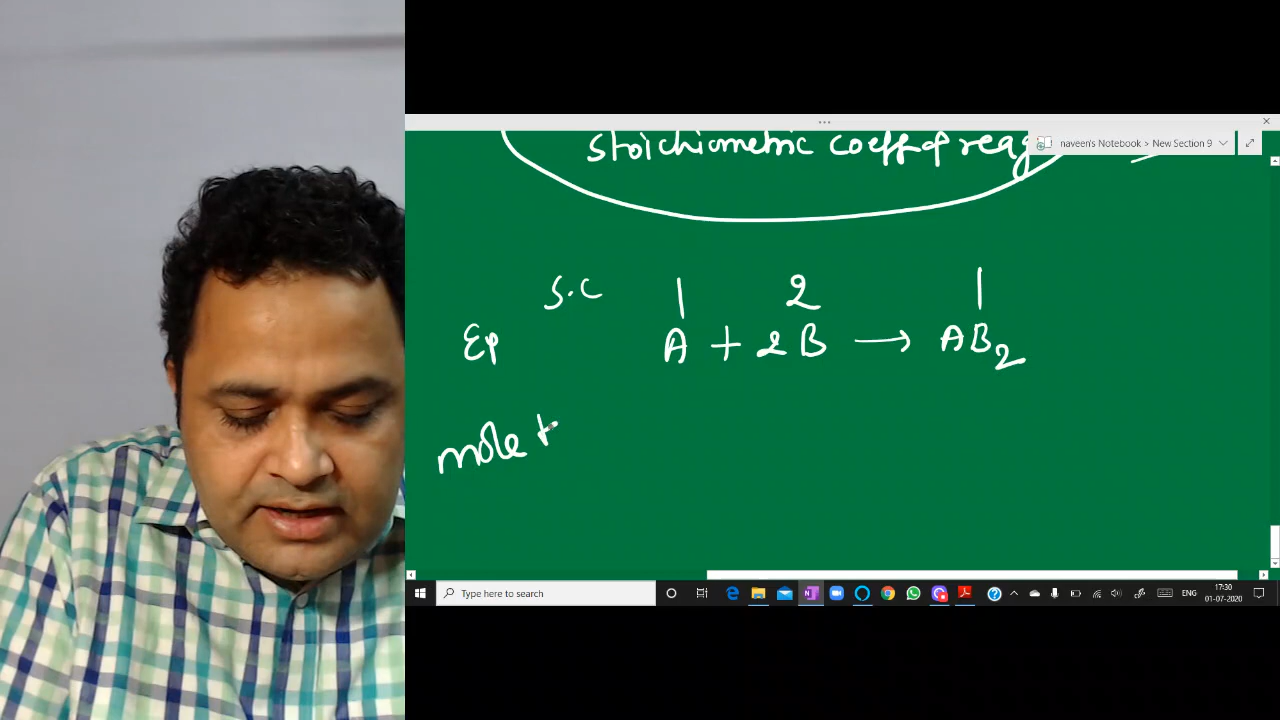 naveen's Notebook > New Section 9
stoichiometric coeff of reag
S.C 1 2 1
A + 2B → AB2
mole t
Type here to search
ENG
17:30
01-07-2020